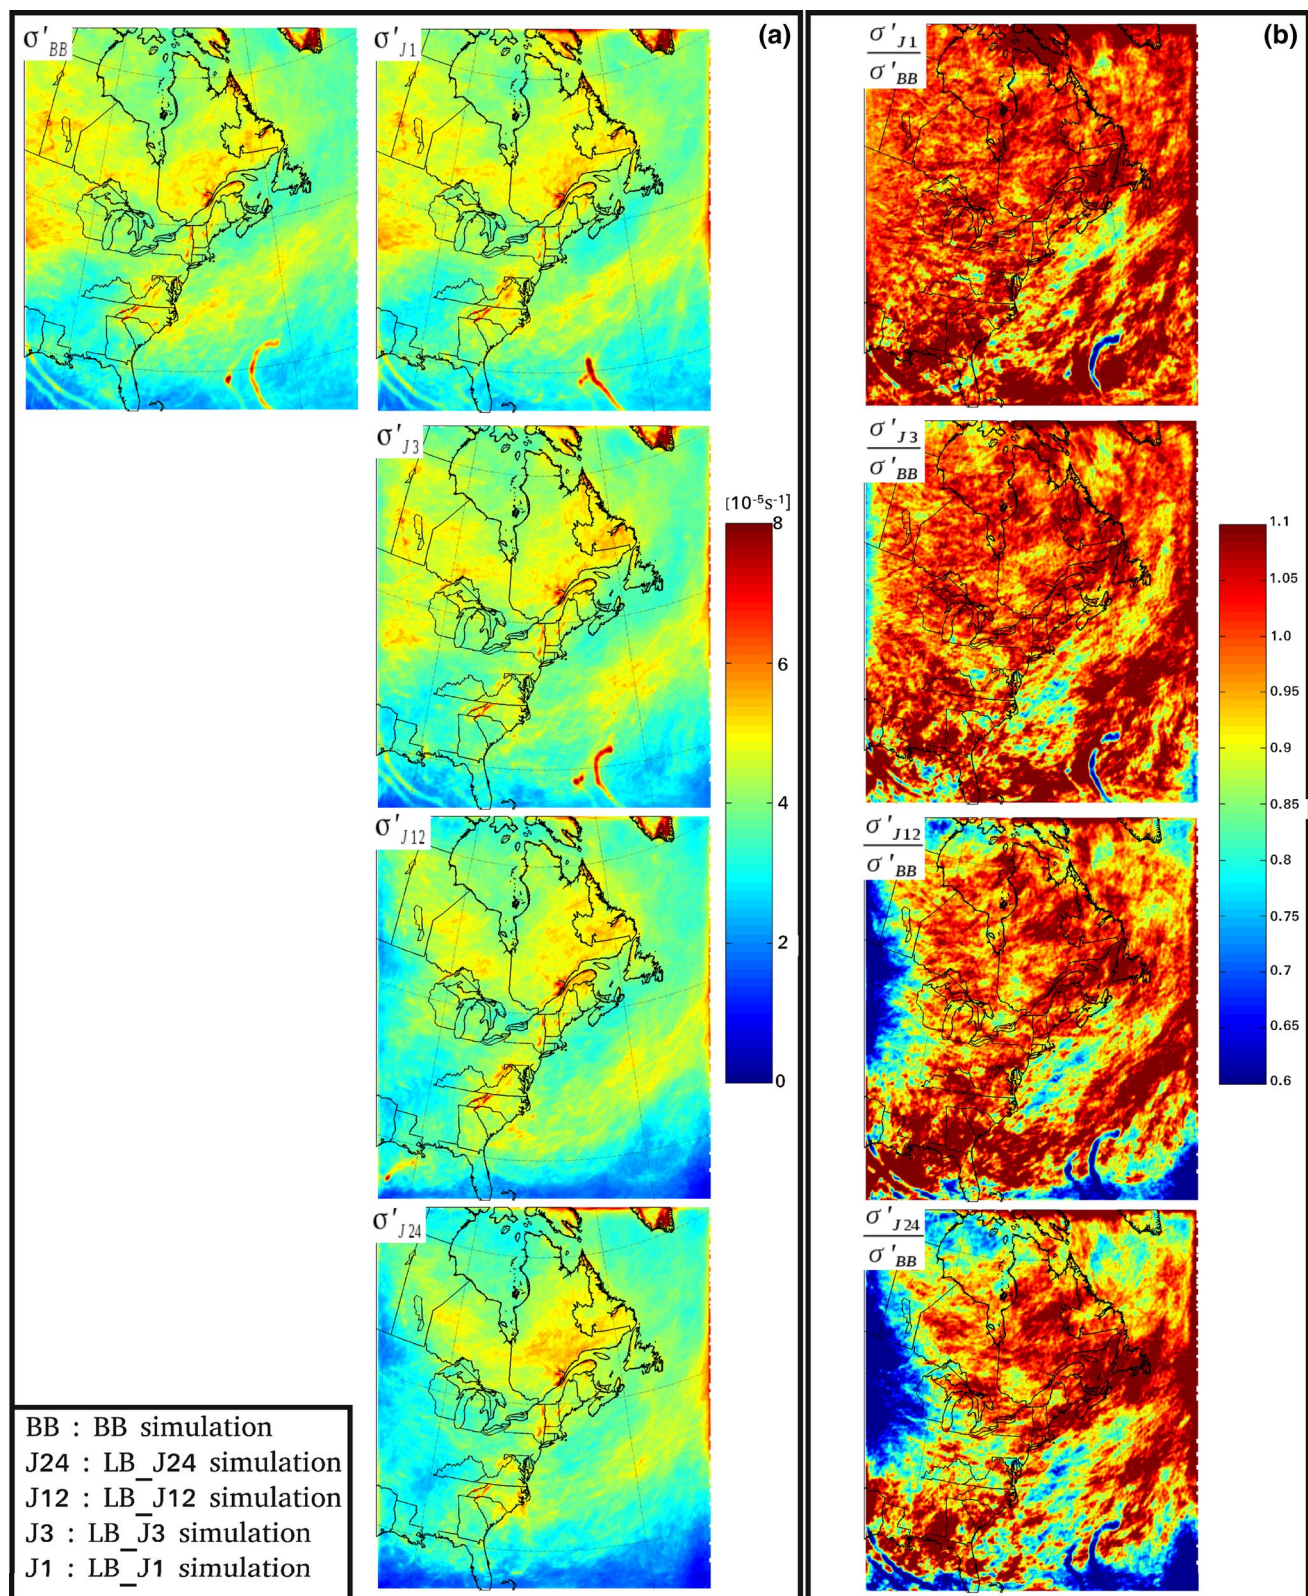 σ'BB
σ'J1
(a)
σ'J1
σ'BB
(b)
σ'J3
σ'J3
σ'BB
[10⁻⁵S⁻¹]
8
6
4
2
0
1.1
1.05
1.0
0.95
0.9
0.85
0.8
0.75
0.7
0.65
0.6
σ'J12
σ'J12
σ'BB
σ'J24
σ'J24
σ'BB
BB : BB simulation
J24 : LB_J24 simulation
J12 : LB_J12 simulation
J3 : LB_J3 simulation
J1 : LB_J1 simulation